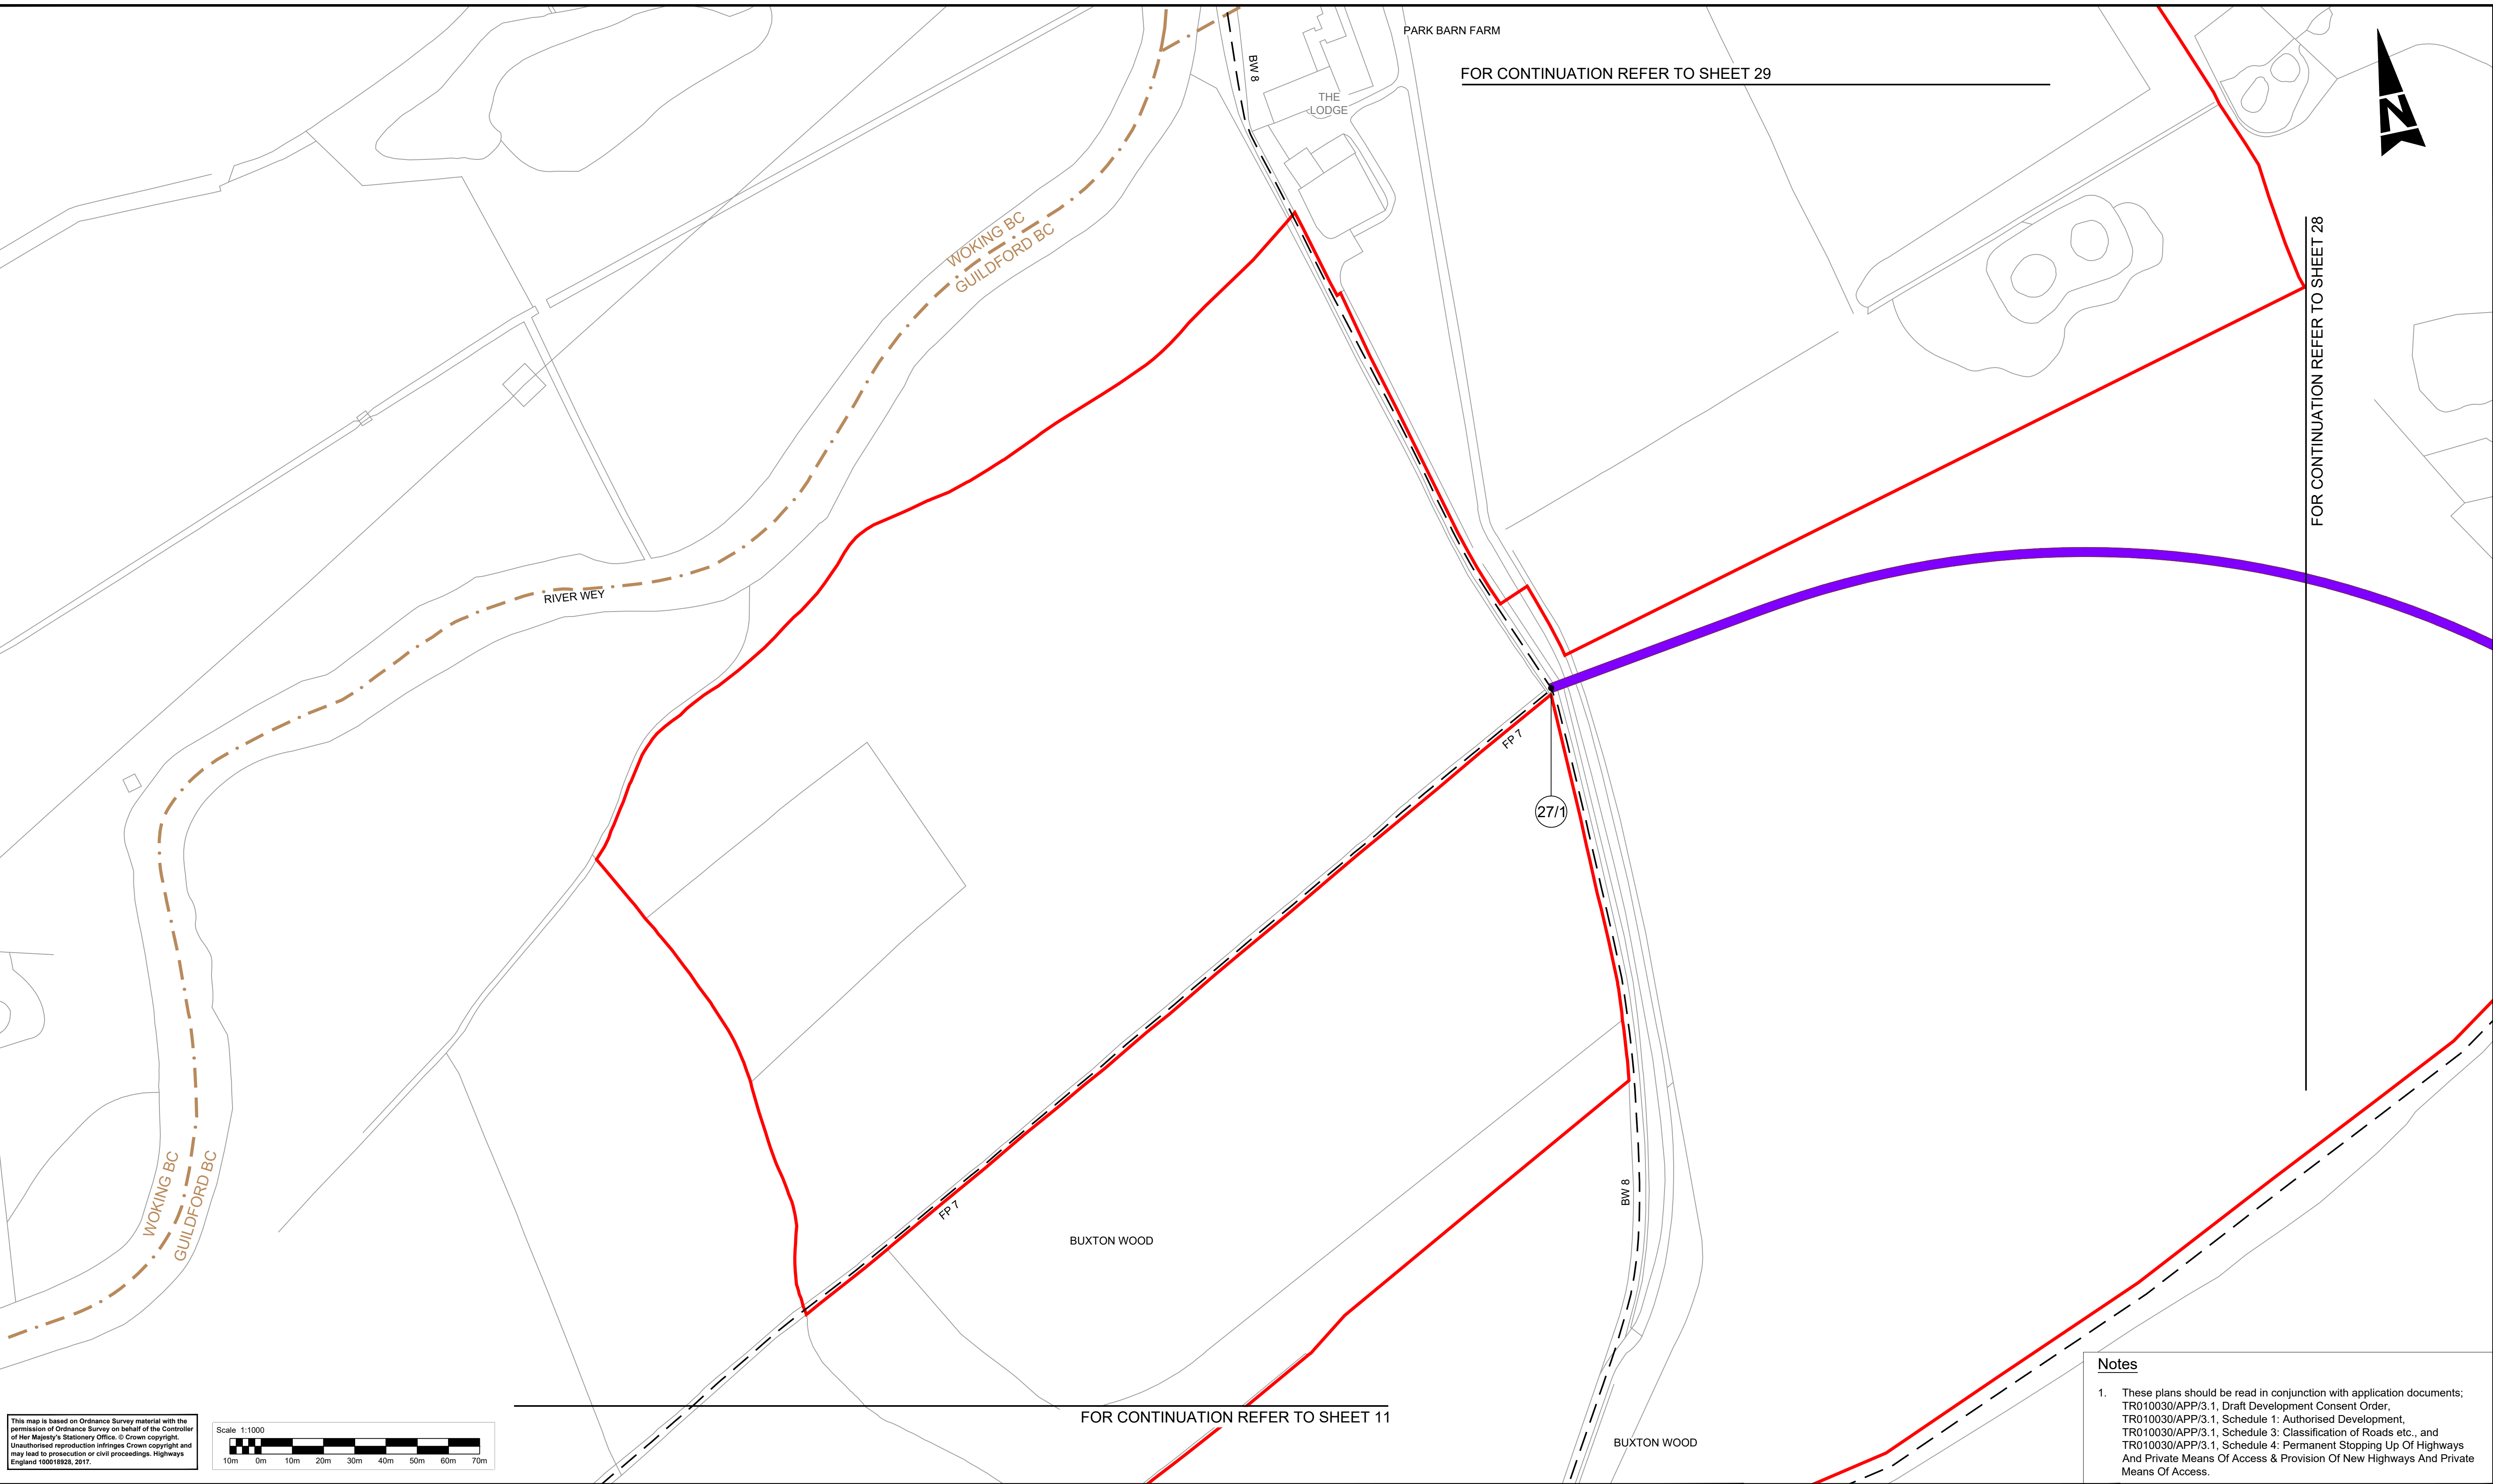 PARK BARN FARM
FOR CONTINUATION REFER TO SHEET 29
BW 8
THE
LODGE
N
WOKING BC
GUILDFORD BC
FOR CONTINUATION REFER TO SHEET 28
RIVER WEY
FP 7
27/1
WOKING BC
GUILDFORD BC
FP 7
BW 8
BUXTON WOOD
FOR CONTINUATION REFER TO SHEET 11
BUXTON WOOD
This map is based on Ordnance Survey material with the
permission of Ordnance Survey on behalf of the Controller
of Her Majesty's Stationery Office. © Crown copyright.
Unauthorised reproduction infringes Crown copyright and
may lead to prosecution or civil proceedings. Highways
England 100018928, 2017.
Scale 1:1000
10m 0m 10m 20m 30m 40m 50m 60m 70m
Notes
1. These plans should be read in conjunction with application documents;
TR010030/APP/3.1, Draft Development Consent Order,
TR010030/APP/3.1, Schedule 1: Authorised Development,
TR010030/APP/3.1, Schedule 3: Classification of Roads etc., and
TR010030/APP/3.1, Schedule 4: Permanent Stopping Up Of Highways
And Private Means Of Access & Provision Of New Highways And Private
Means Of Access.